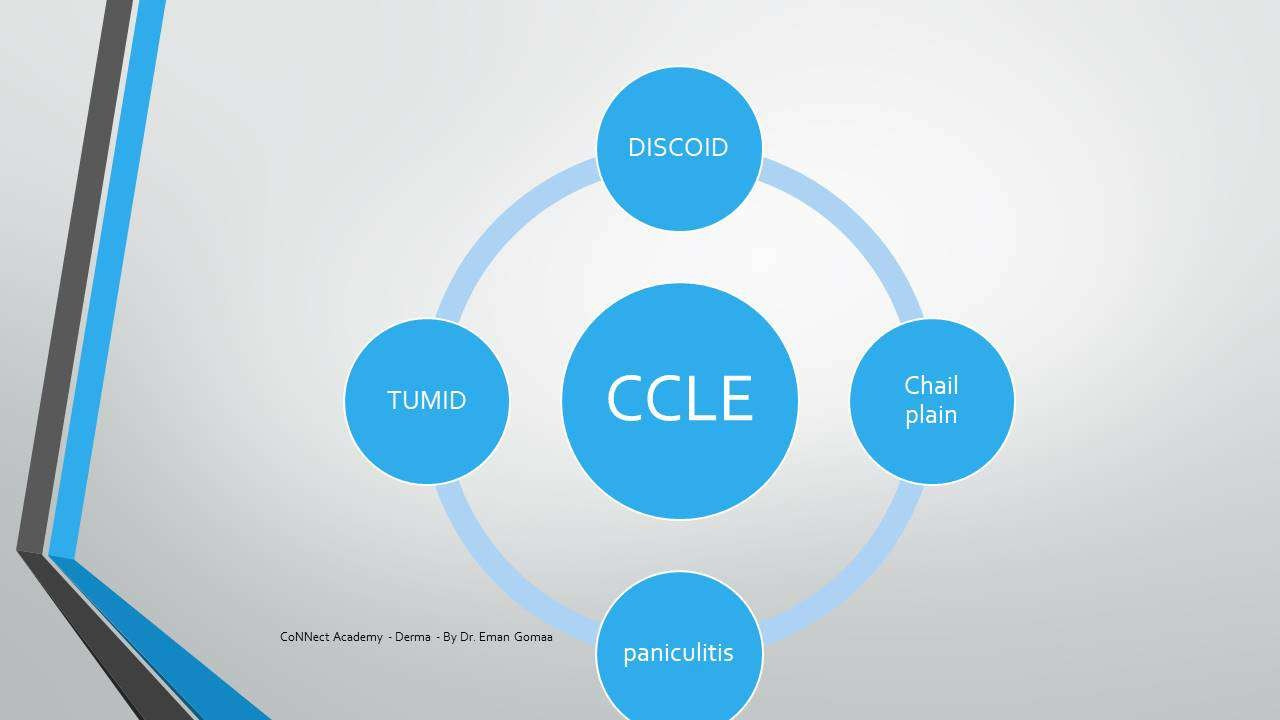 DISCOID
TUMID
CCLE
Chail
plain
CoNNect Academy - Derma - By Dr. Eman Gomaa
paniculitis